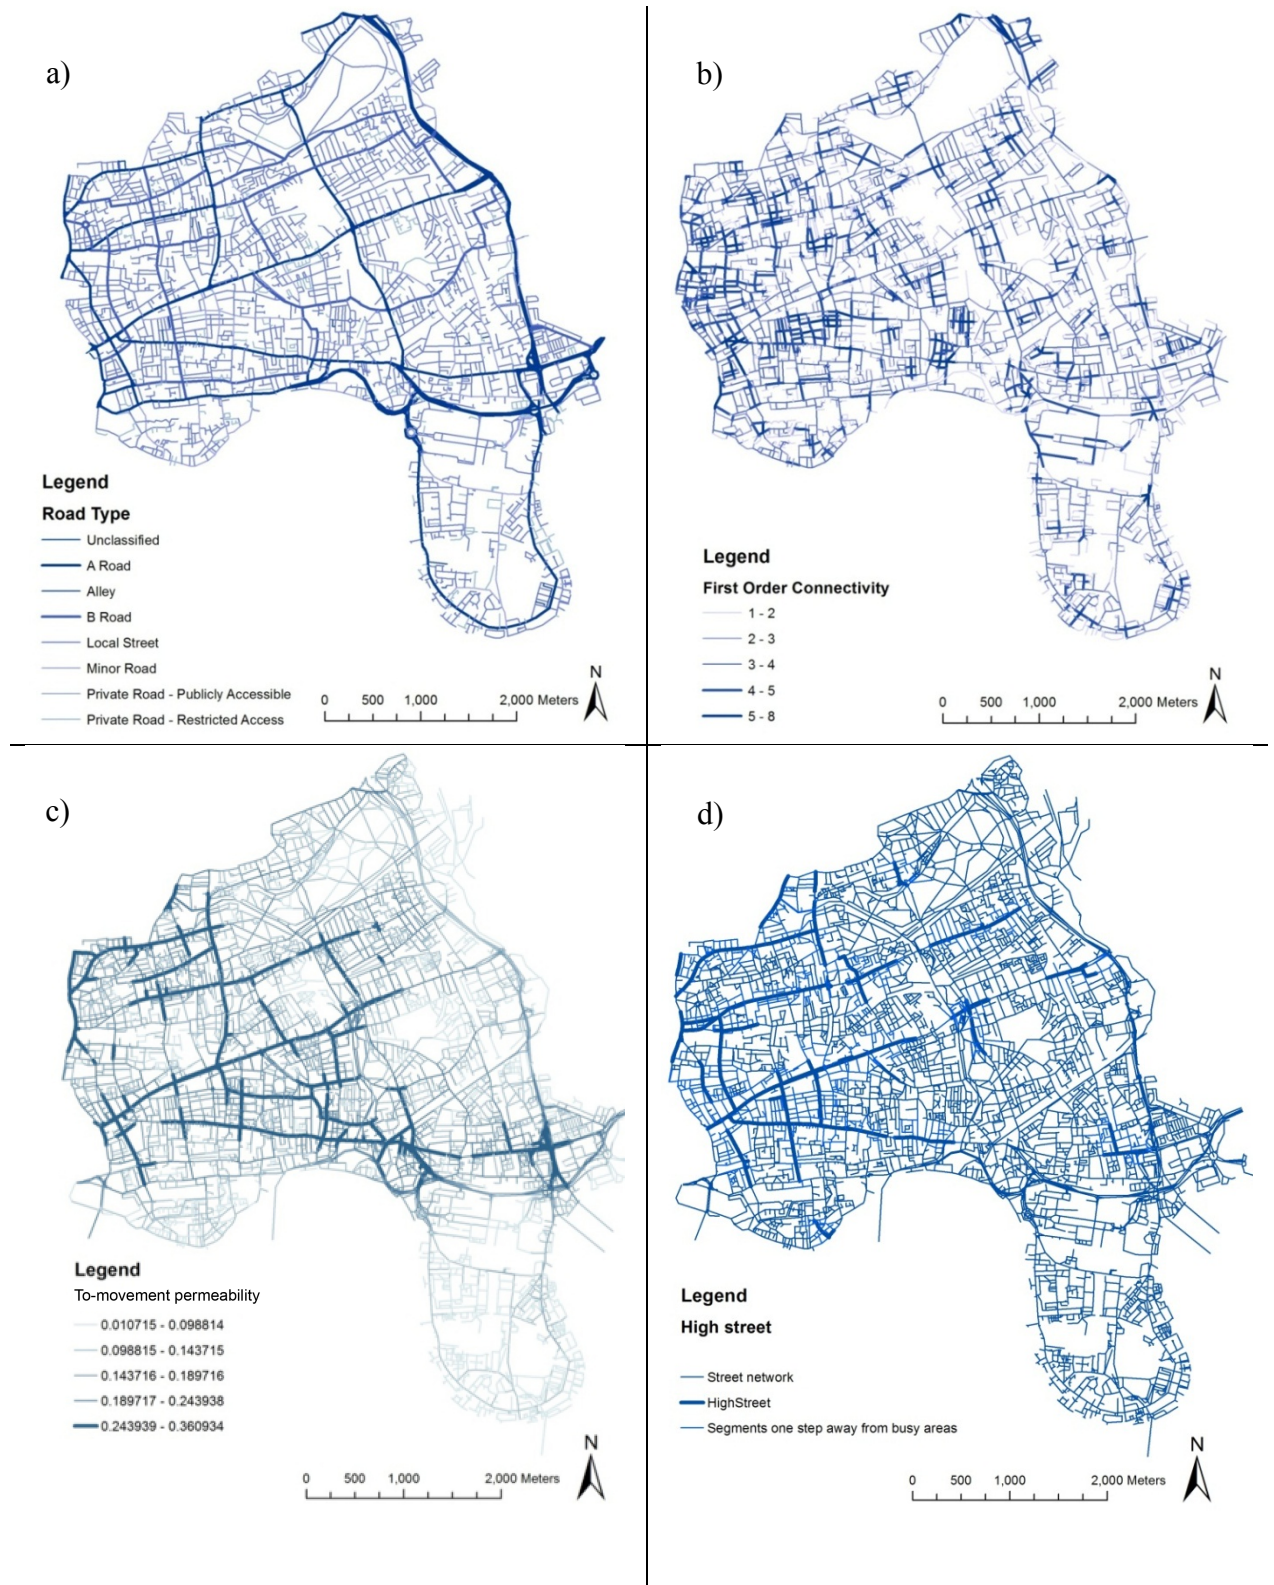 a)
Legend
Road Type
Unclassified
A Road
Alley
B Road
Local Street
Minor Road
Private Road - Publicly Accessible
Private Road - Restricted Access
0 500 1,000 2,000 Meters
N
b)
Legend
First Order Connectivity
1 - 2
2 - 3
3 - 4
4 - 5
5 - 8
0 500 1,000 2,000 Meters
N
c)
Legend
To-movement permeability
0.010715 - 0.098814
0.098815 - 0.143715
0.143716 - 0.189716
0.189717 - 0.243938
0.243939 - 0.360934
0 500 1,000 2,000 Meters
N
d)
Legend
High street
Street network
HighStreet
Segments one step away from busy areas
0 500 1,000 2,000 Meters
N